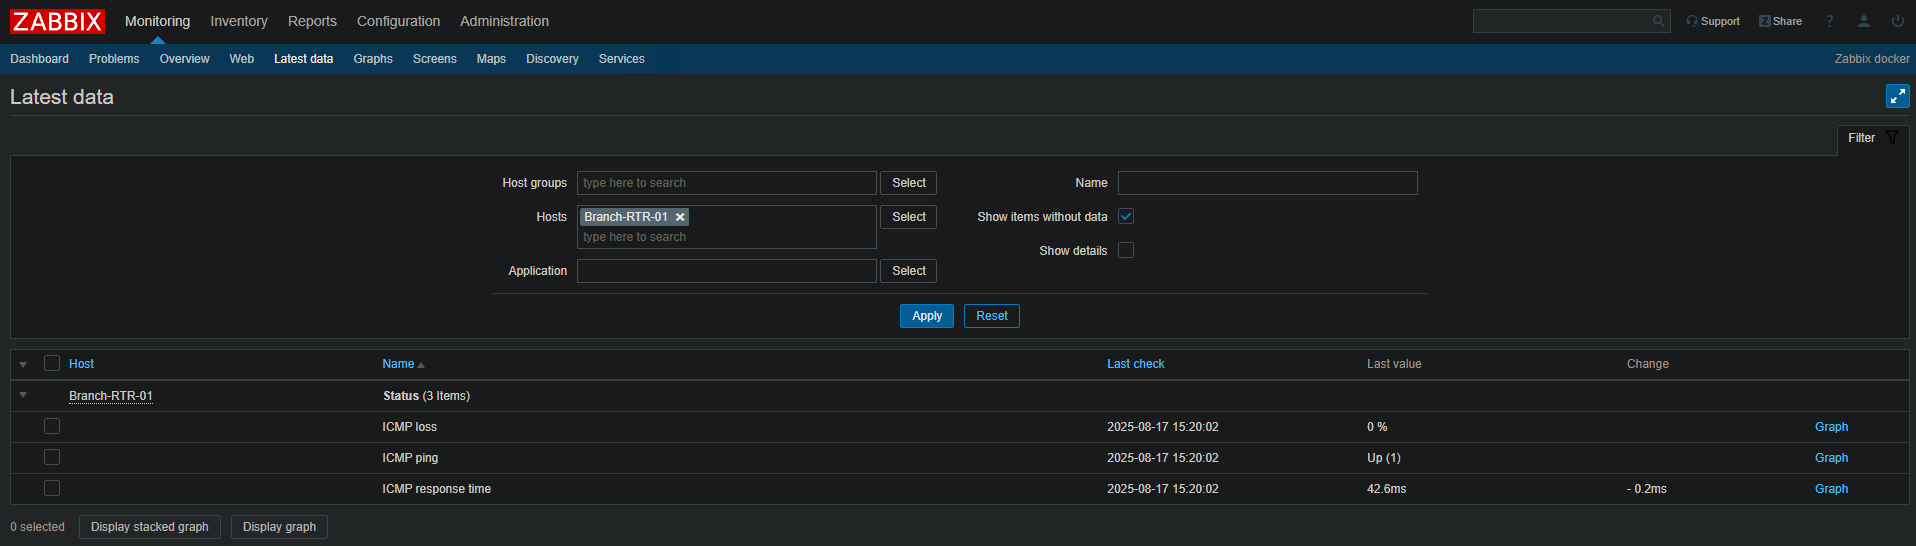 ZABBIX Monitoring Inventory Reports Configuration Administration Support Z Share ?
Dashboard Problems Overview Web Latest data Graphs Screens Maps Discovery Services Zabbix docker
Latest data
Filter
Host groups type here to search Select Name
Hosts Branch-RTR-01 Select Show items without data
type here to search
Show details
Application Select
Apply Reset
Host Name Last check Last value Change
Branch-RTR-01 Status (3 Items)
ICMP loss 2025-08-17 15:20:02 0 % Graph
ICMP ping 2025-08-17 15:20:02 Up (1) Graph
ICMP response time 2025-08-17 15:20:02 42.6ms - 0.2ms Graph
0 selected Display stacked graph Display graph